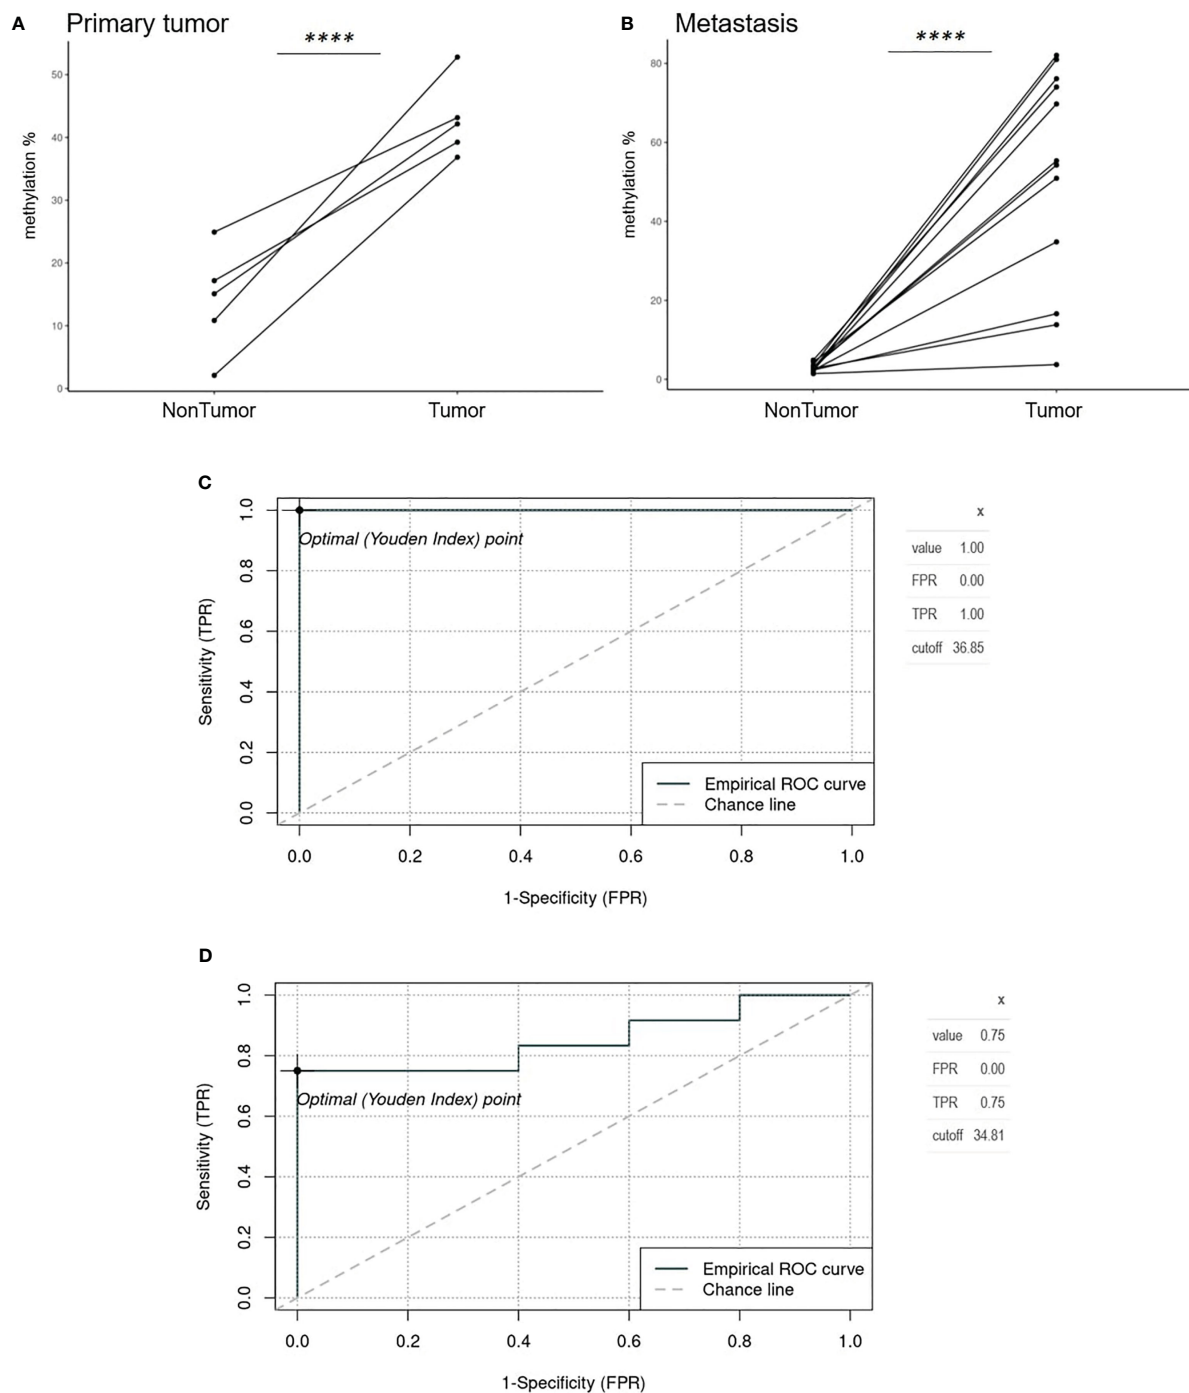 A Primary tumor
****
methylation %
50
40
30
20
10
0
NonTumor Tumor
B Metastasis
****
methylation %
80
60
40
20
0
NonTumor Tumor
C
Sensitivity (TPR)
1.0
0.8
0.6
0.4
0.2
0.0
Optimal (Youden Index) point
Empirical ROC curve
Chance line
0.0 0.2 0.4 0.6 0.8 1.0
1-Specificity (FPR)
x
value 1.00
FPR 0.00
TPR 1.00
cutoff 36.85
D
Sensitivity (TPR)
1.0
0.8
0.6
0.4
0.2
0.0
Optimal (Youden Index) point
Empirical ROC curve
Chance line
0.0 0.2 0.4 0.6 0.8 1.0
1-Specificity (FPR)
x
value 0.75
FPR 0.00
TPR 0.75
cutoff 34.81